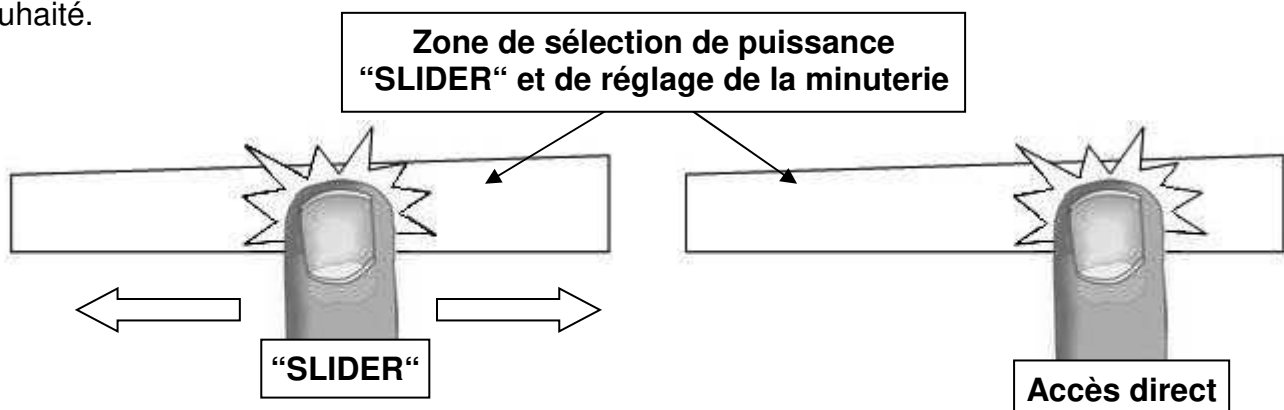 uhaité.
Zone de sélection de puissance
“SLIDER“ et de réglage de la minuterie
“SLIDER“
Accès direct